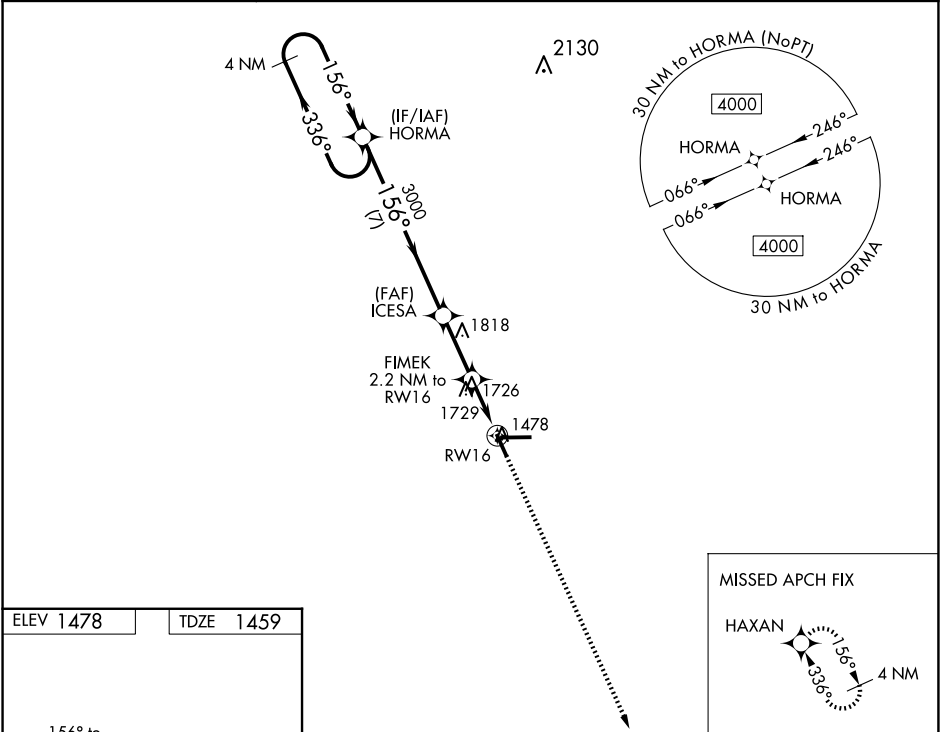 4 NM
156°
336°
(IF/IAF)
HORMA
3000
156°
(7)
(FAF)
ICESA
1818
FIMEK
2.2 NM to
RW16
1726
1729
1478
RW16
2130
30 NM to HORMA (NoPT)
4000
246°
HORMA
246°
066°
HORMA
066°
4000
30 NM to HORMA
MISSED APCH FIX
HAXAN
156°
336°
4 NM
ELEV 1478
TDZE 1459
156° to